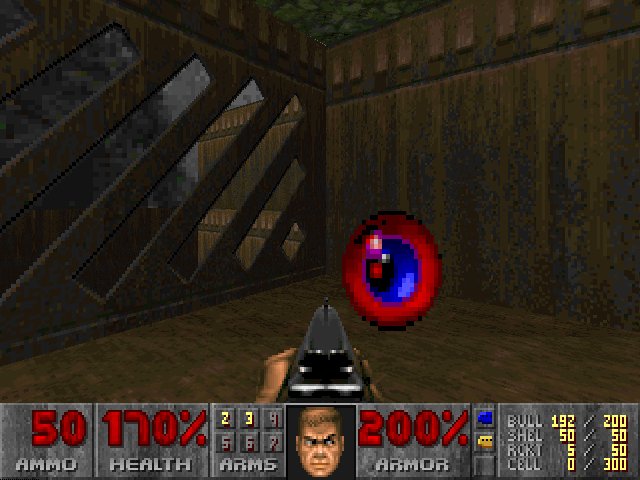 50 170% 2 3 4 200% BULL 192 / 200
5 6 7 SHEL 50 / 50
RCKT 5 / 50
AMMO HEALTH ARMS ARMOR CELL 0 / 300